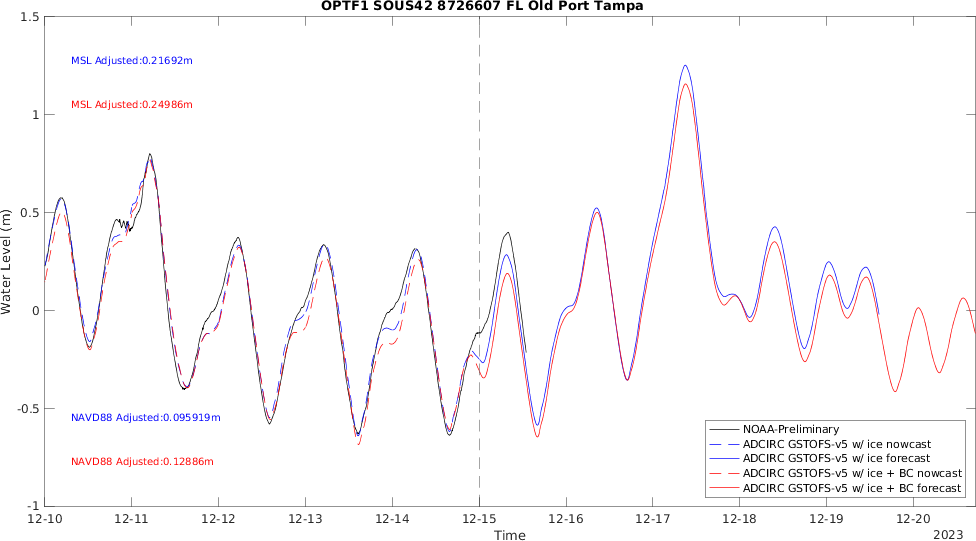 OPTF1 SOUS42 8726607 FL Old Port Tampa
1.5
MSL Adjusted:0.21692m
MSL Adjusted:0.24986m
1
0.5
Water Level (m)
0
-0.5
NAVD88 Adjusted:0.095919m
NAVD88 Adjusted:0.12886m
NOAA-Preliminary
ADCIRC GSTOFS-v5 w/ ice nowcast
ADCIRC GSTOFS-v5 w/ ice forecast
ADCIRC GSTOFS-v5 w/ ice + BC nowcast
ADCIRC GSTOFS-v5 w/ ice + BC forecast
-1
12-10 12-11 12-12 12-13 12-14 12-15 12-16 12-17 12-18 12-19 12-20
Time
2023